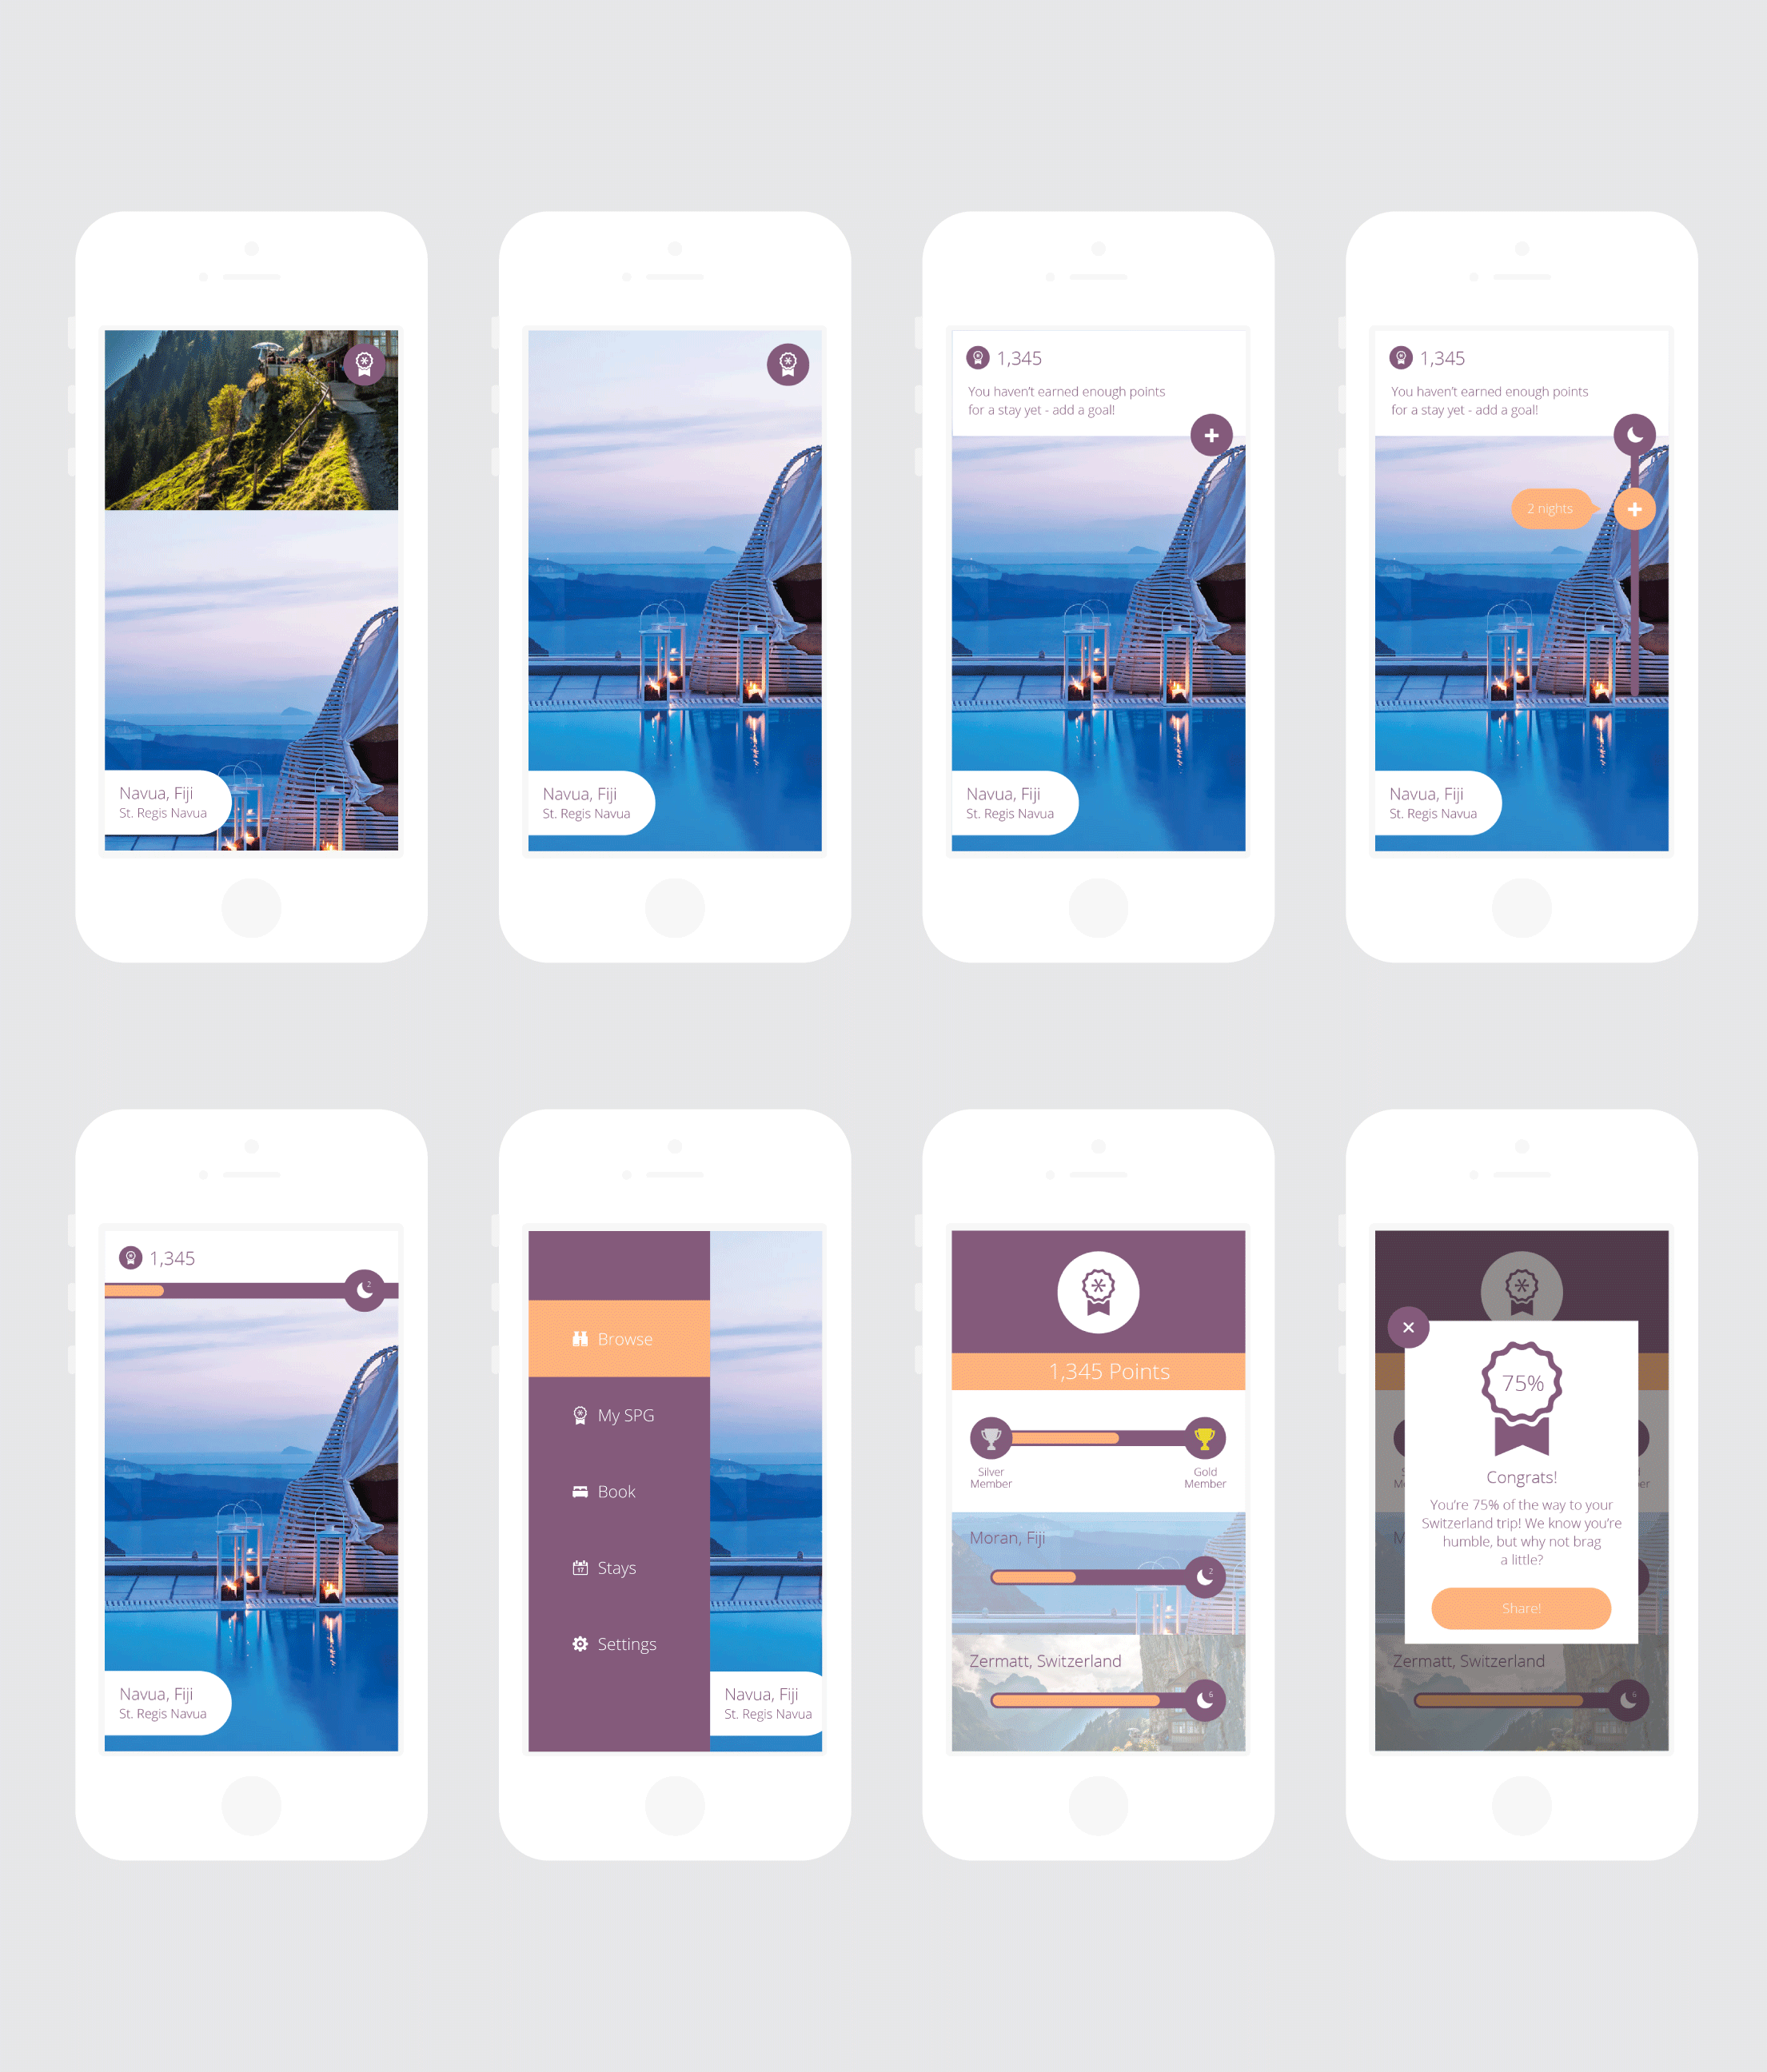 Navua, Fiji
St. Regis Navua
Navua, Fiji
St. Regis Navua
1,345
You haven't earned enough points
for a stay yet - add a goal!
Navua, Fiji
St. Regis Navua
1,345
You haven't earned enough points
for a stay yet - add a goal!
2 nights
Navua, Fiji
St. Regis Navua
1,345
2
Navua, Fiji
St. Regis Navua
Browse
My SPG
Book
17
Stays
Settings
Navua, Fiji
St. Regis Navua
1,345 Points
Silver
Member
Gold
Member
Moran, Fiji
2
Zermatt, Switzerland
6
75%
Congrats!
You're 75% of the way to your
Switzerland trip! We know you're
humble, but why not brag
a little?
Share!
Zermatt, Switzerland
6